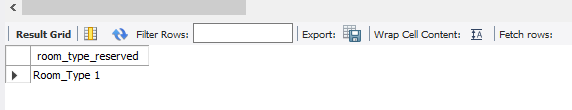 Result Grid Filter Rows: Export: Wrap Cell Content: Fetch rows:
room_type_reserved
Room_Type 1